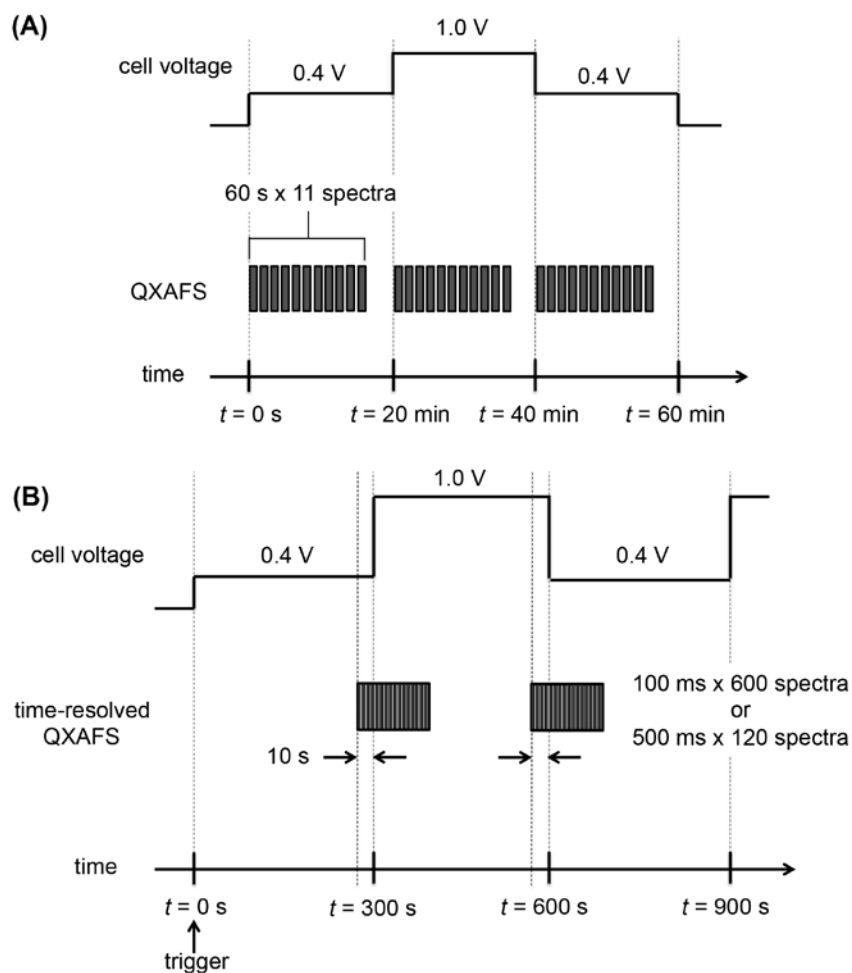 (A)
1.0 V
cell voltage
0.4 V
0.4 V
60 s x 11 spectra
QXAFS
time
t = 0 s
t = 20 min
t = 40 min
t = 60 min
(B)
1.0 V
cell voltage
0.4 V
0.4 V
time-resolved
QXAFS
100 ms x 600 spectra
or
500 ms x 120 spectra
10 s
time
t = 0 s
t = 300 s
t = 600 s
t = 900 s
trigger